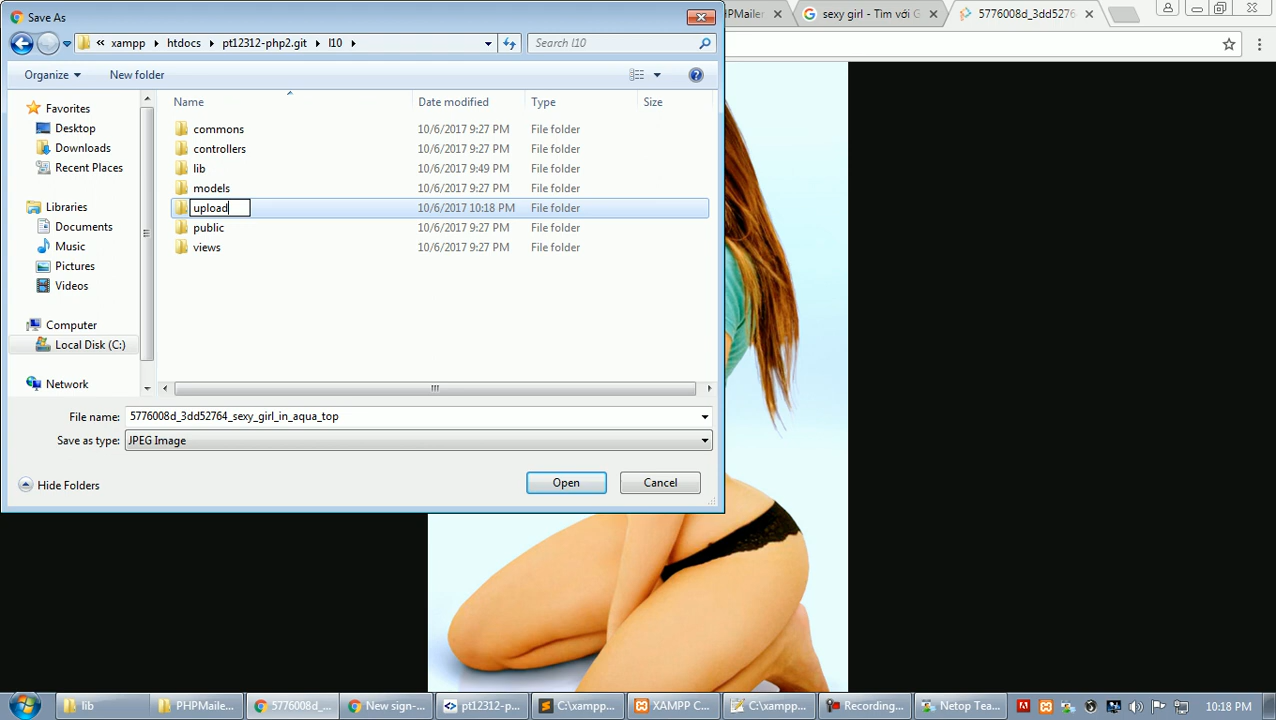 Save As
PHPMailer
sexy girl - Tìm với G
5776008d_3dd5276
« xampp htdocs pt12312-php2.git l10
Search l10
Organize New folder
Name Date modified Type Size
Favorites
Desktop
Downloads
Recent Places
Libraries
Documents
Music
Pictures
Videos
Computer
Local Disk (C:)
Network
commons 10/6/2017 9:27 PM File folder
controllers 10/6/2017 9:27 PM File folder
lib 10/6/2017 9:49 PM File folder
models 10/6/2017 9:27 PM File folder
upload 10/6/2017 10:18 PM File folder
public 10/6/2017 9:27 PM File folder
views 10/6/2017 9:27 PM File folder
File name: 5776008d_3dd52764_sexy_girl_in_aqua_top
Save as type: JPEG Image
Hide Folders
Open Cancel
lib
PHPMaile...
5776008d_...
New sign-...
pt12312-p...
C:\xampp...
XAMPP C...
C:\xampp...
Recording...
Netop Tea...
10:18 PM